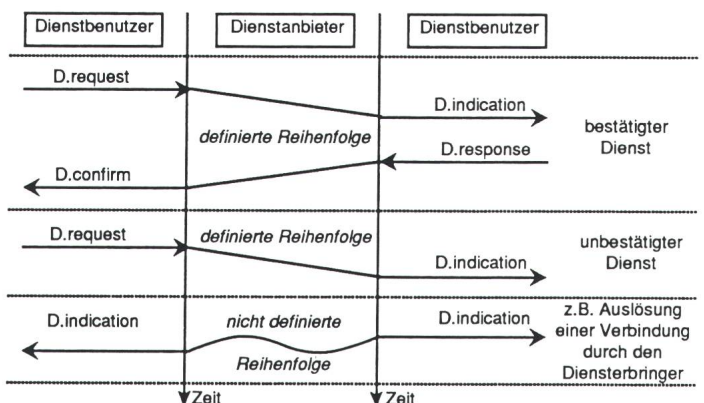 Dienstbenutzer
Dienstanbieter
Dienstbenutzer
D.request
D.indication
definierte Reihenfolge
bestätigter
Dienst
D.response
D.confirm
D.request
definierte Reihenfolge
unbestätigter
Dienst
D.indication
D.indication
nicht definierte
Reihenfolge
D.indication
z.B. Auslösung
einer Verbindung
durch den
Diensterbringer
Zeit
Zeit